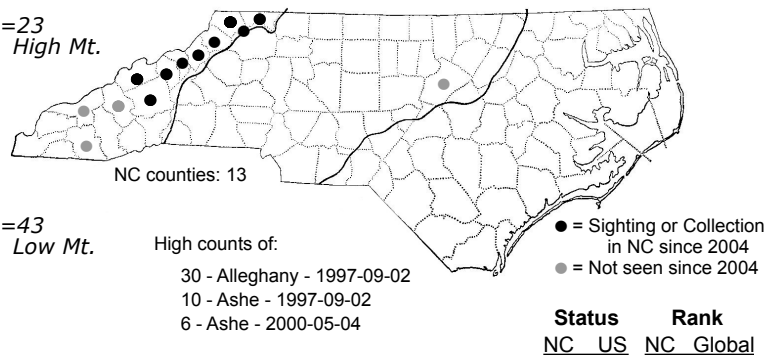 =23
High Mt.
NC counties: 13
=43
Low Mt.
High counts of:
30 - Alleghany - 1997-09-02
10 - Ashe - 1997-09-02
6 - Ashe - 2000-05-04
= Sighting or Collection
in NC since 2004
= Not seen since 2004
Status Rank
NC US NC Global